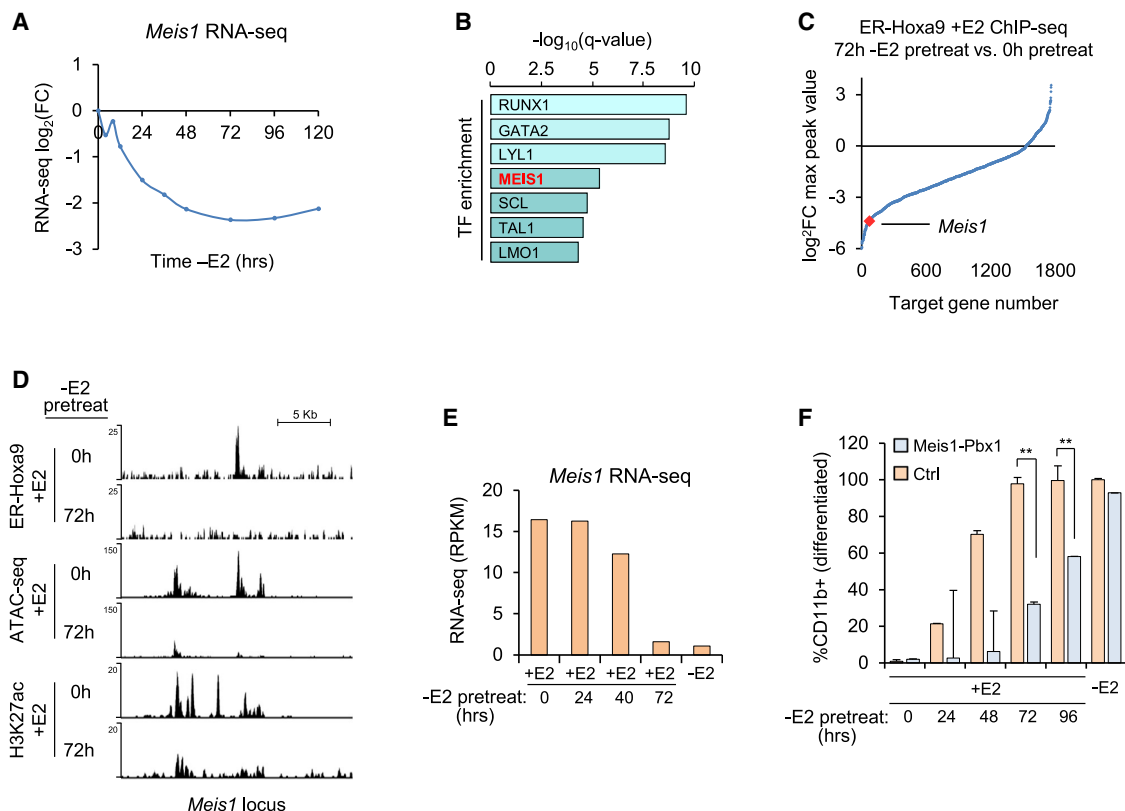 A
Meis1 RNA-seq
RNA-seq log2(FC)
1
0
-1
-2
-3
0 24 48 72 96 120
Time –E2 (hrs)
B
-log10(q-value)
0 2.5 5 7.5 10
TF enrichment
RUNX1
GATA2
LYL1
MEIS1
SCL
TAL1
LMO1
C
ER-Hoxa9 +E2 ChIP-seq
72h -E2 pretreat vs. 0h pretreat
log²FC max peak value
6
3
0
-3
-6
Meis1
0 600 1200 1800
Target gene number
D
-E2
pretreat
5 Kb
ER-Hoxa9
+E2
0h
25
72h
25
ATAC-seq
+E2
0h
150
72h
150
H3K27ac
+E2
0h
20
72h
20
Meis1 locus
E
Meis1 RNA-seq
RNA-seq (RPKM)
20
15
10
5
0
+E2 +E2 +E2 +E2 -E2
-E2 pretreat: 0 24 40 72
(hrs)
F
Meis1-Pbx1
Ctrl
** **
%CD11b+ (differentiated)
120
100
80
60
40
20
0
+E2 -E2
-E2 pretreat: 0 24 48 72 96
(hrs)